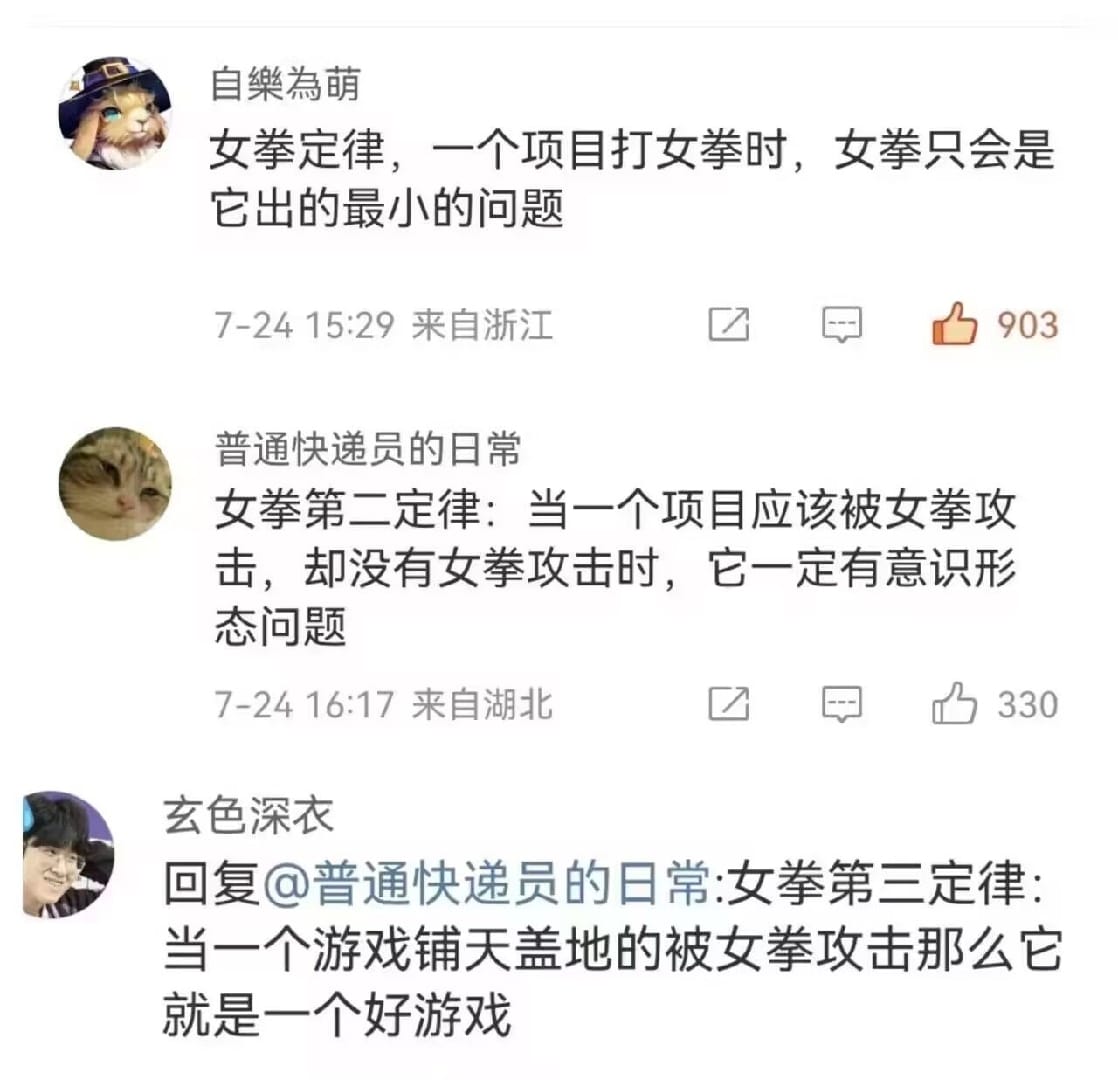 自樂為萌
女拳定律，一个项目打女拳时，女拳只会是
它出的最小的问题
7-24 15:29 来自浙江
903
普通快递员的日常
女拳第二定律：当一个项目应该被女拳攻
击，却没有女拳攻击时，它一定有意识形
态问题
7-24 16:17 来自湖北
330
玄色深衣
回复@普通快递员的日常:女拳第三定律：
当一个游戏铺天盖地的被女拳攻击那么它
就是一个好游戏